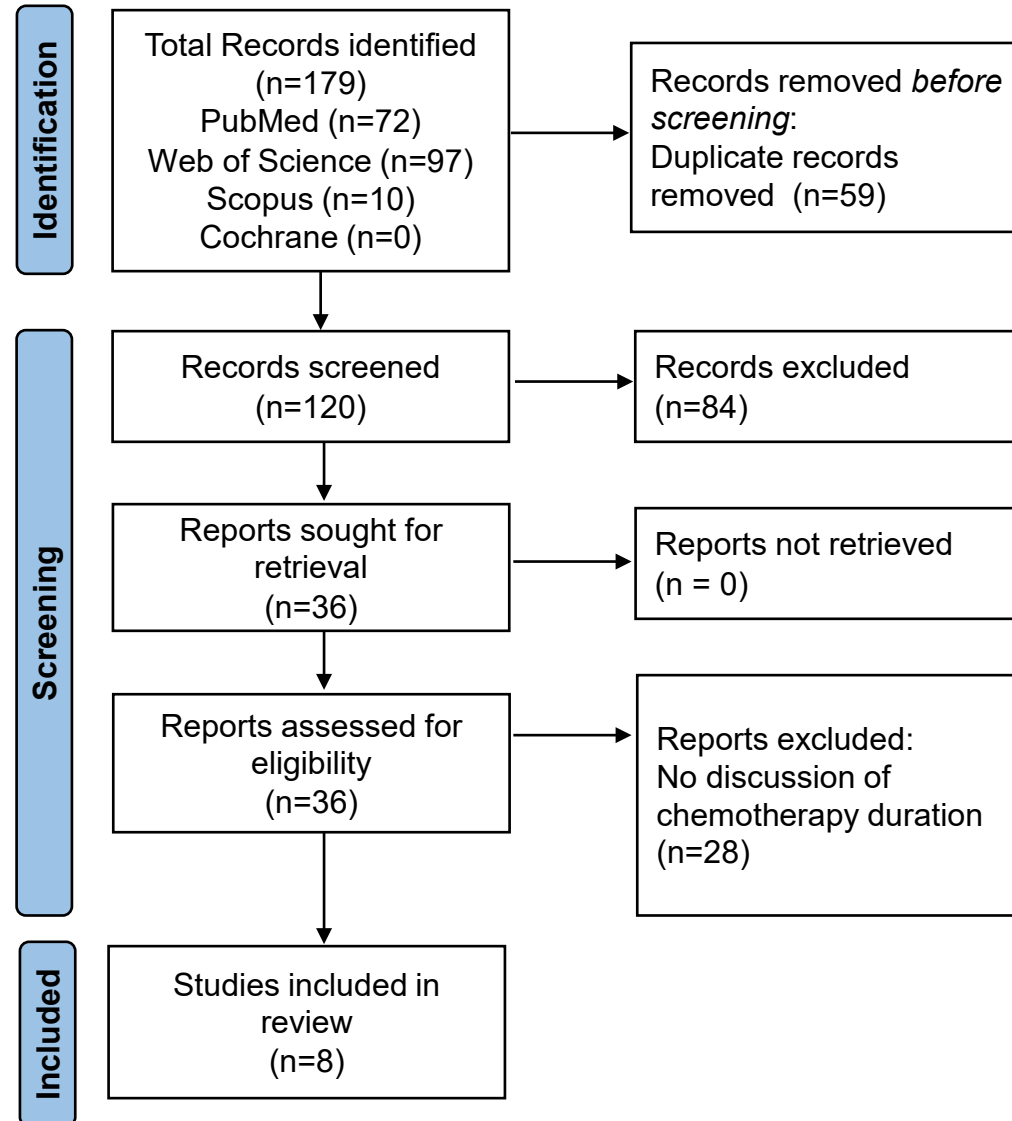 Identification
Total Records identified
(n=179)
PubMed (n=72)
Web of Science (n=97)
Scopus (n=10)
Cochrane (n=0)
Records removed before
screening:
Duplicate records
removed (n=59)
Screening
Records screened
(n=120)
Records excluded
(n=84)
Reports sought for
retrieval
(n=36)
Reports not retrieved
(n = 0)
Reports assessed for
eligibility
(n=36)
Reports excluded:
No discussion of
chemotherapy duration
(n=28)
Included
Studies included in
review
(n=8)